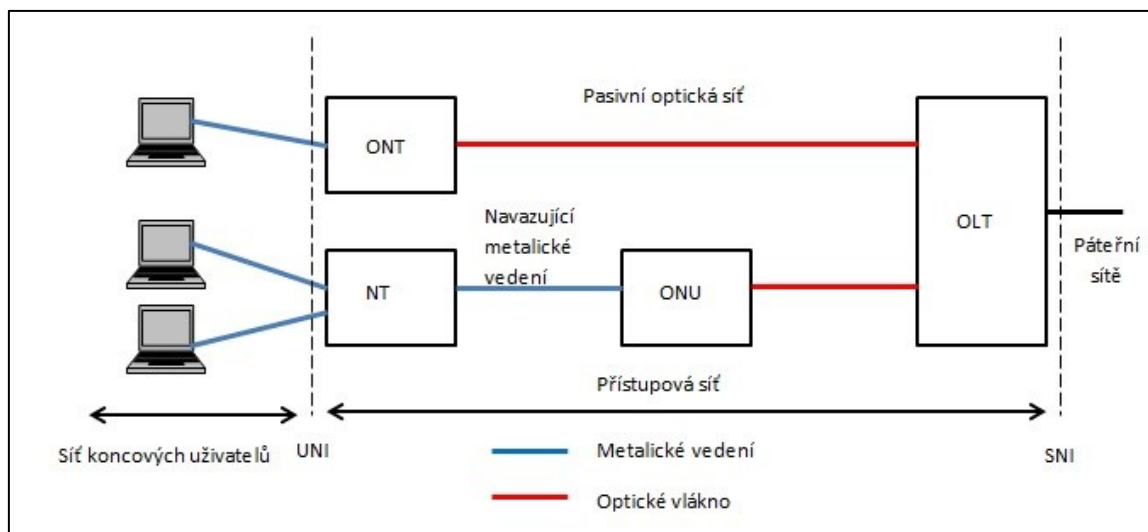 Pasivní optická síť
ONT
OLT
Navazující
metalické
vedení
NT
ONU
Páteřní
sítě
Přístupová síť
Síť koncových uživatelů
UNI
SNI
Metalické vedení
Optické vlákno